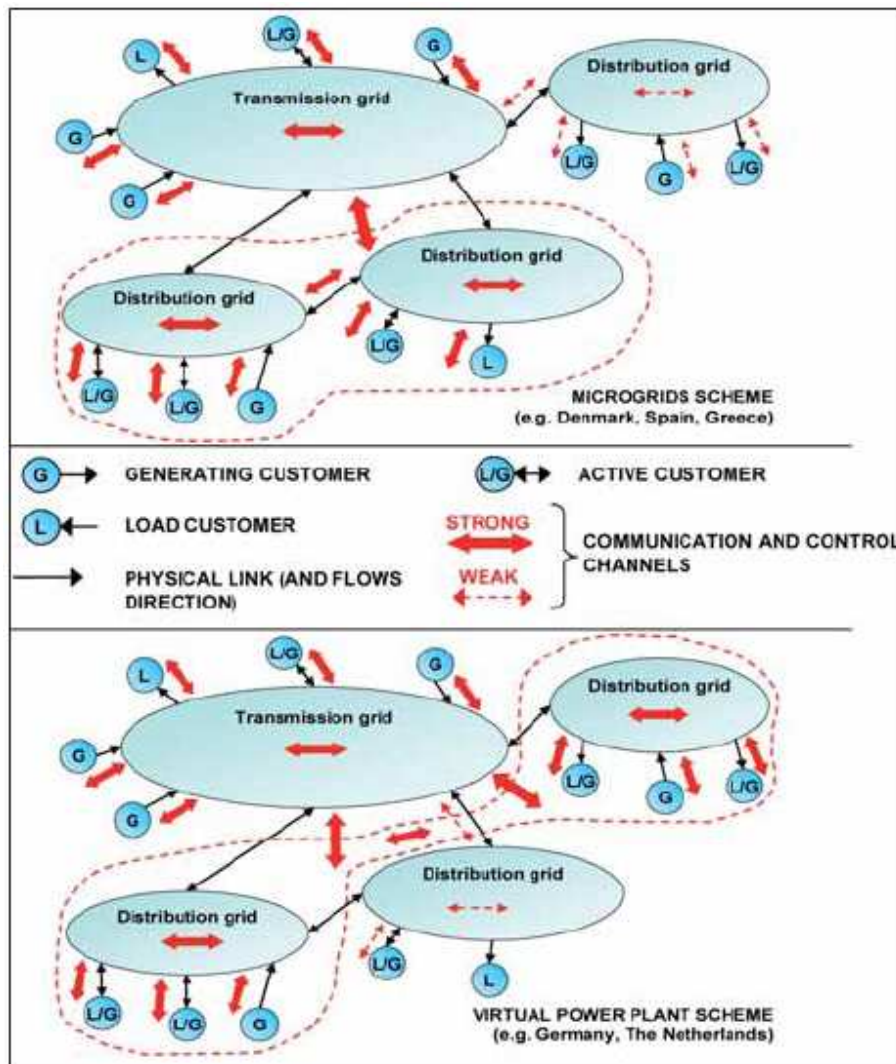 L
L/G
G
Transmission grid
Distribution grid
G
G
L/G
G
L/G
Distribution grid
Distribution grid
L/G
L
L/G
L/G
G
MICROGRIDS SCHEME
(e.g. Denmark, Spain, Greece)
G GENERATING CUSTOMER
L/G ACTIVE CUSTOMER
L LOAD CUSTOMER
STRONG
WEAK
COMMUNICATION AND CONTROL
CHANNELS
PHYSICAL LINK (AND FLOWS
DIRECTION)
L
L/G
G
Transmission grid
Distribution grid
G
G
L/G
G
L/G
Distribution grid
Distribution grid
L/G
L
L/G
L/G
G
VIRTUAL POWER PLANT SCHEME
(e.g. Germany, The Netherlands)